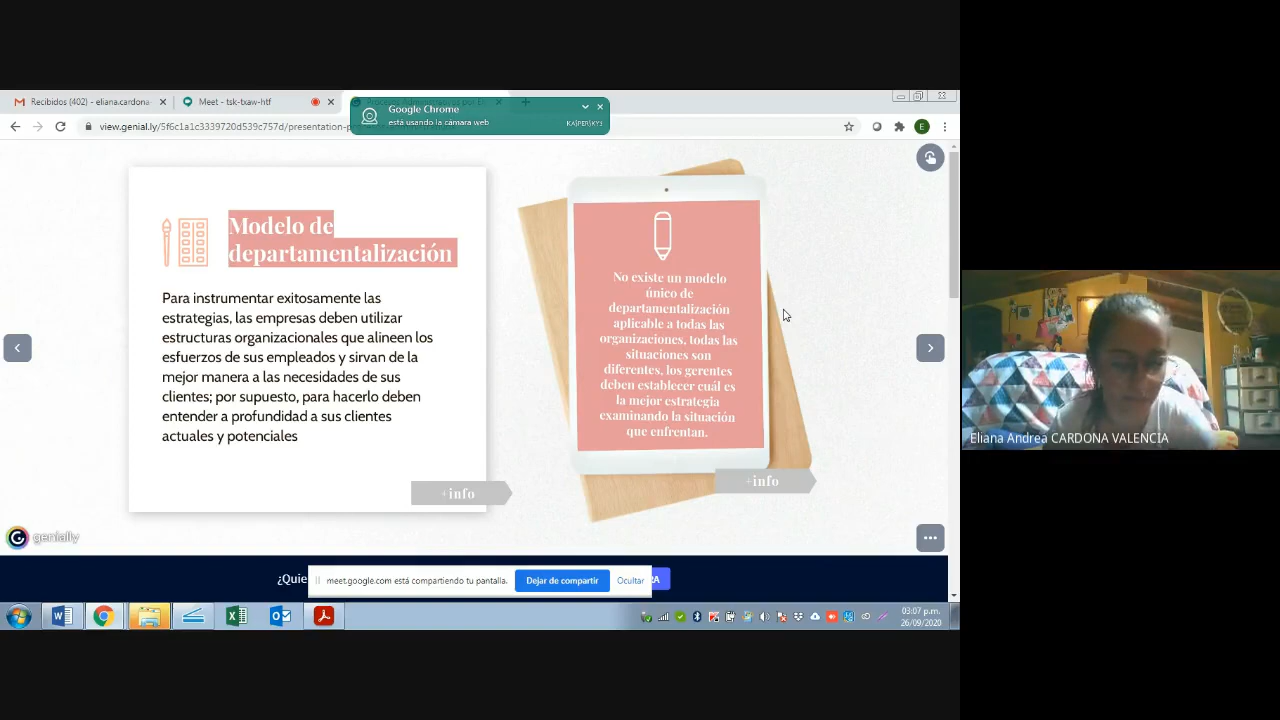 Recibidos (402) - eliana.cardona
Meet - tsk-txaw-htf
Google Chrome
está usando la cámara web
KASPERSKY
view.genial.ly/5f6c1a1c3339720d539c757d/presentation-p
E
Modelo de
departamentalización
Para instrumentar exitosamente las
estrategias, las empresas deben utilizar
estructuras organizacionales que alineen los
esfuerzos de sus empleados y sirvan de la
mejor manera a las necesidades de sus
clientes; por supuesto, para hacerlo deben
entender a profundidad a sus clientes
actuales y potenciales
+info
No existe un modelo
único de
departamentalización
aplicable a todas las
organizaciones, todas las
situaciones son
diferentes, los gerentes
deben establecer cuál es
la mejor estrategia
examinando la situación
que enfrentan.
+info
Eliana Andrea CARDONA VALENCIA
genially
¿Quie
meet.google.com está compartiendo tu pantalla.
Dejar de compartir
Ocultar
RA
03:07 p.m.
26/09/2020